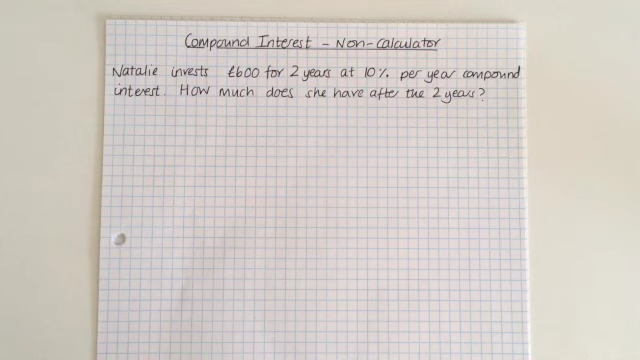 Compound Interest - Non-calculator
Natalie invests £600 for 2 years at 10% per year compound
interest. How much does she have after the 2 years?